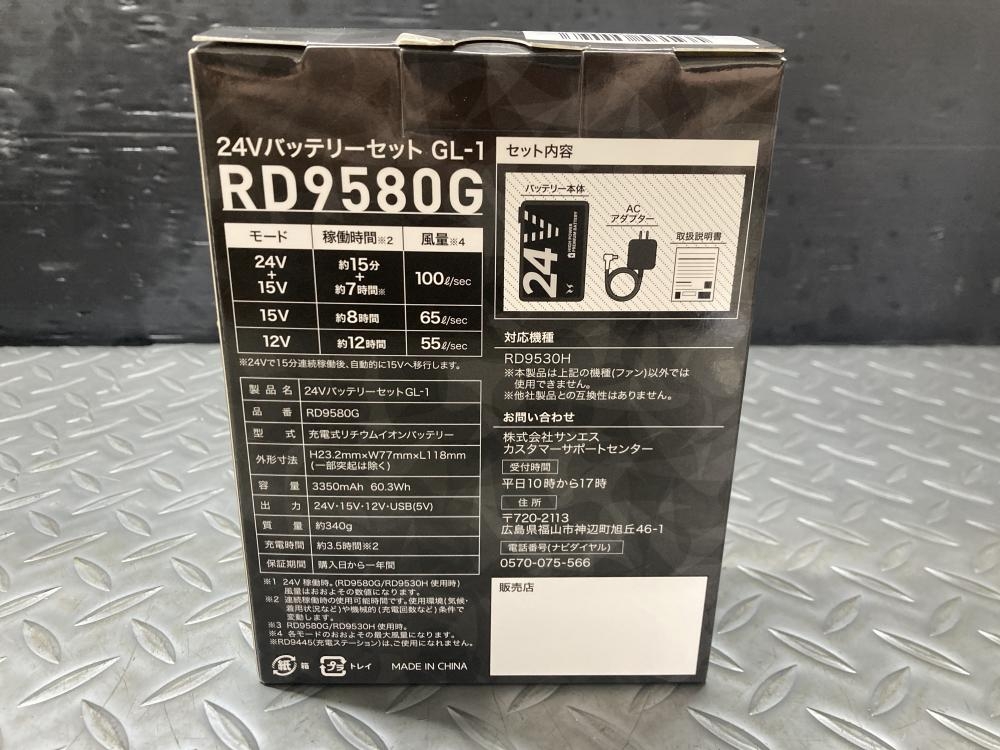 24Vバッテリーセット GL-1
RD9580G
モード 稼働時間※2 風量※4
24V + 15V 約15分 + 約7時間※ 100ℓ/sec
15V 約8時間 65ℓ/sec
12V 約12時間 55ℓ/sec
※24Vで15分連続稼働後、自動的に15Vへ移行します。
製品名 24VバッテリーセットGL-1
品番 RD9580G
型式 充電式リチウムイオンバッテリー
外形寸法 H23.2mm×W77mm×L118mm
(一部突起は除く)
容量 3350mAh 60.3Wh
出力 24V・15V・12V・USB(5V)
質量 約340g
充電時間 約3.5時間※2
保証期間 購入日から一年間
※1 24V稼働時。(RD9580G/RD9530H使用時)
風量はおおよその数値になります。
※2 連続稼働時の使用可能時間です。使用環境(気候・
着用状況など)や機械的(充電回数など)条件で
変動します。
※3 RD9580G/RD9530H使用時。
※4 各モードのおおよその最大風量になります。
※RD9445(充電ステーション)は、ご使用になれません。
紙 箱 プラ トレイ MADE IN CHINA
セット内容
バッテリー本体
AC
アダプター
取扱説明書
24V
HIGH POWER
PREMIUM BATTERY
対応機種
RD9530H
※本製品は上記の機種(ファン)以外では
使用できません。
※他社製品との互換性はありません。
お問い合わせ
株式会社サンエス
カスタマーサポートセンター
受付時間
平日10時から17時
住所
〒720-2113
広島県福山市神辺町旭丘46-1
電話番号(ナビダイヤル)
0570-075-566
販売店